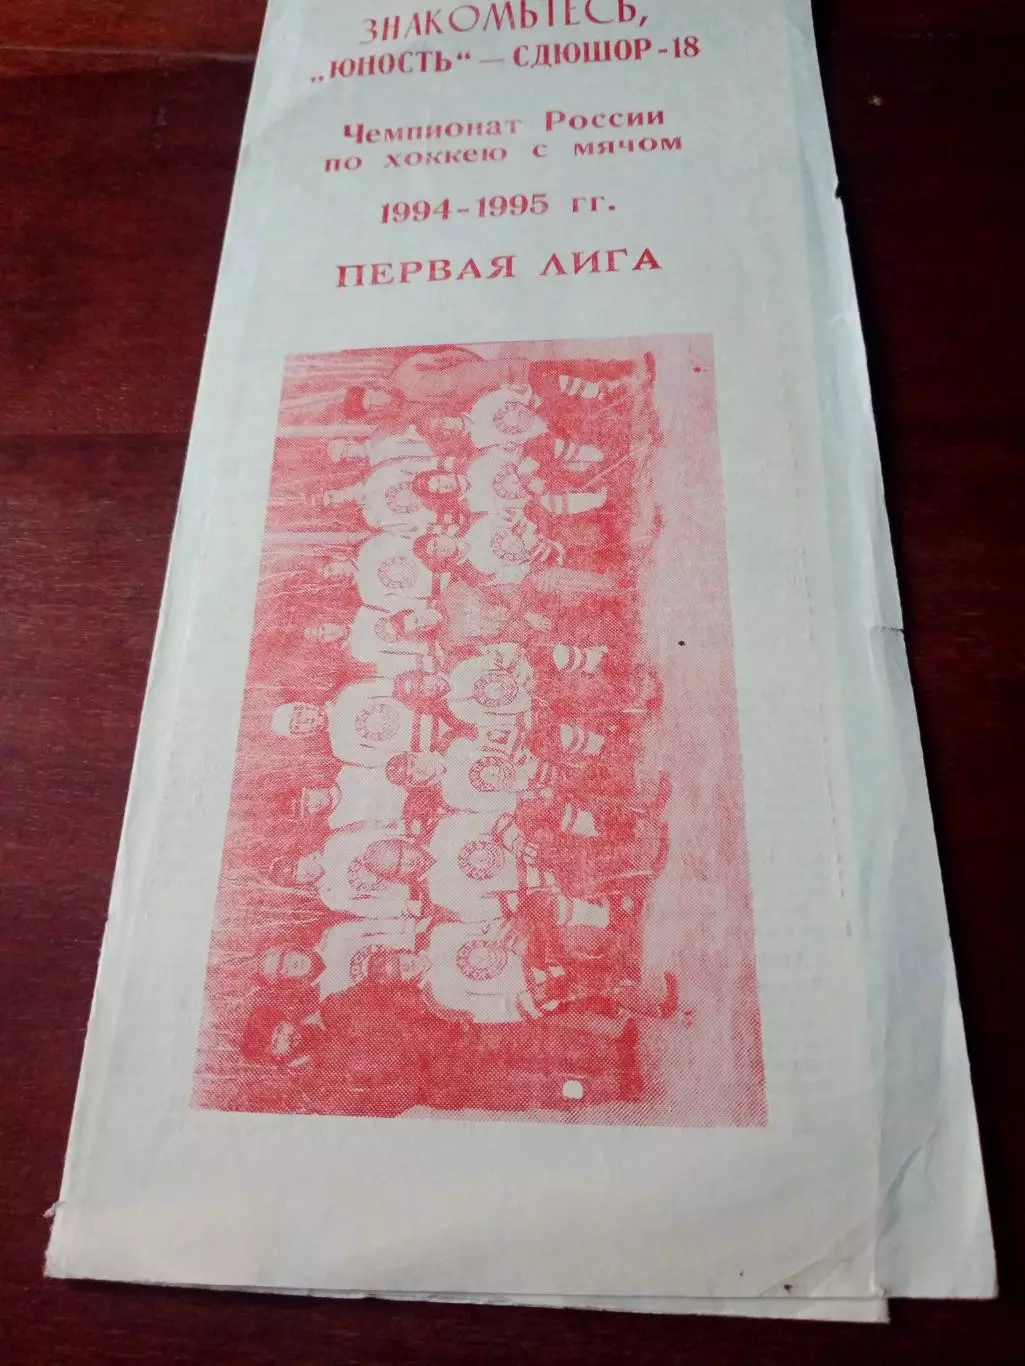 ЗНАКОМЬТЕСЬ,
„ЮНОСТЬ“ — СДЮШОР-18
Чемпионат России
по хоккею с мячом
1994-1995 гг.
ПЕРВАЯ ЛИГА